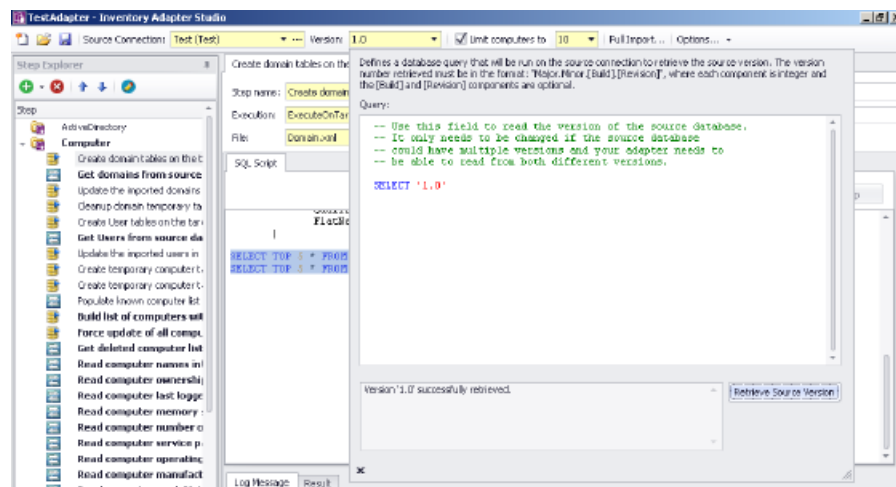 TestAdapter - Inventory Adapter Studio
Source Connection: Test (Test) Version: 1.0 Limit computers to 10 Full Import... Options...
Step Explorer
Step
ActiveDirectory
Computer
Create domain tables on the t
Get domains from source
Update the imported domains
Cleanup domain temporary ta
Create User tables on the tar
Get Users from source da
Update the imported users in
Create temporary computer t
Create temporary computer t
Populate known computer list
Build list of computers wit
Force update of all compu
Get deleted computer list
Read computer names in
Read computer ownership
Read computer last logge
Read computer memory
Read computer number o
Read computer service p
Read computer operating
Read computer manufact
Create domain tables on the
Step name: Create domain
Execution: ExecuteOnTar
File: Domain.xml
SQL Script
FlatNa
)
SELECT TOP * FROM
SELECT TOP * FROM
Log Message Result
Defines a database query that will be run on the source connection to retrieve the source version. The version
number retrieved must be in the format: "Major.Minor.[Build].[Revision]", where each component is integer and
the [Build] and [Revision] components are optional.
Query:
-- Use this field to read the version of the source database.
-- It only needs to be changed if the source database
-- could have multiple versions and your adapter needs to
-- be able to read from both different versions.
SELECT '1.0'
Version '1.0' successfully retrieved.
Retrieve Source Version